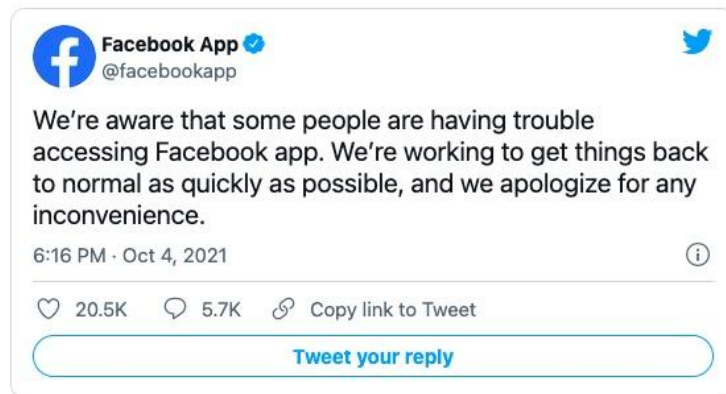 Facebook App
@facebookapp
We’re aware that some people are having trouble
accessing Facebook app. We’re working to get things back
to normal as quickly as possible, and we apologize for any
inconvenience.
6:16 PM · Oct 4, 2021
20.5K 5.7K Copy link to Tweet
Tweet your reply